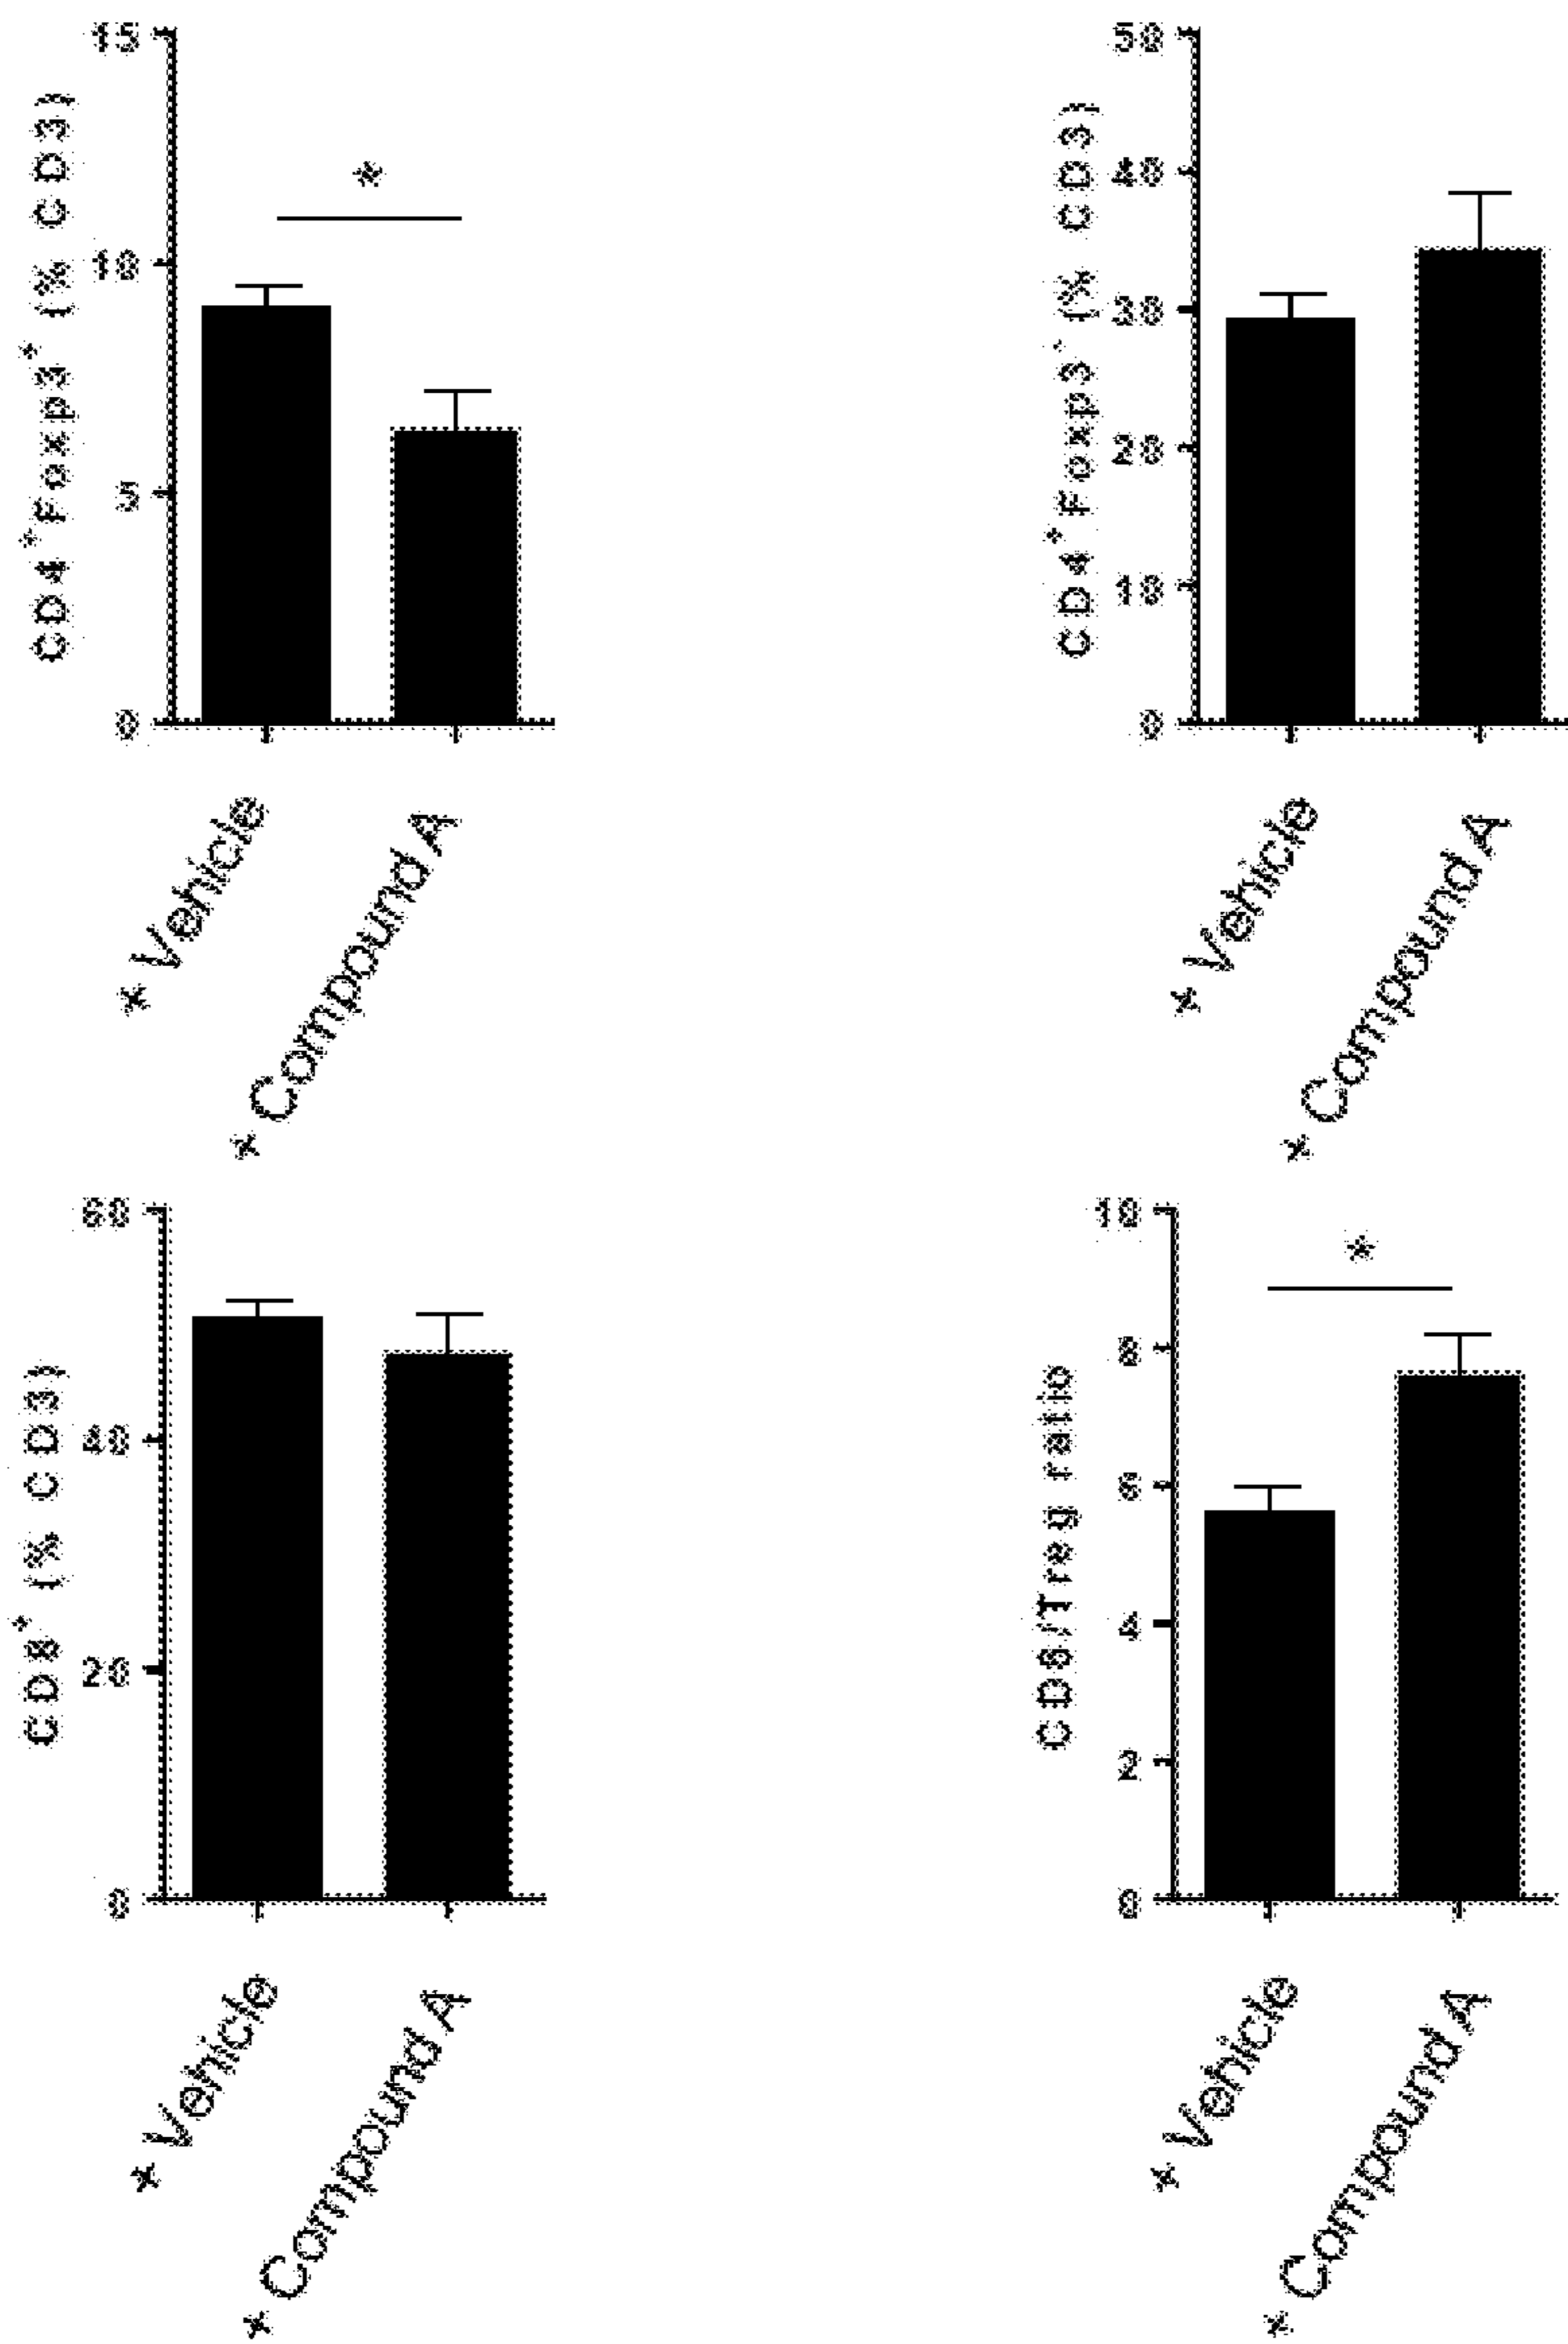 15
10
5
0
CD4⁺Foxp3⁺ (% CD3)
*
* Vehicle
* Compound A
50
40
30
20
10
0
CD4⁺Foxp3⁻ (% CD3)
* Vehicle
* Compound A
60
40
20
0
CD8⁺ (% CD3)
* Vehicle
* Compound A
10
8
6
4
2
0
CD8/Treg ratio
*
* Vehicle
* Compound A